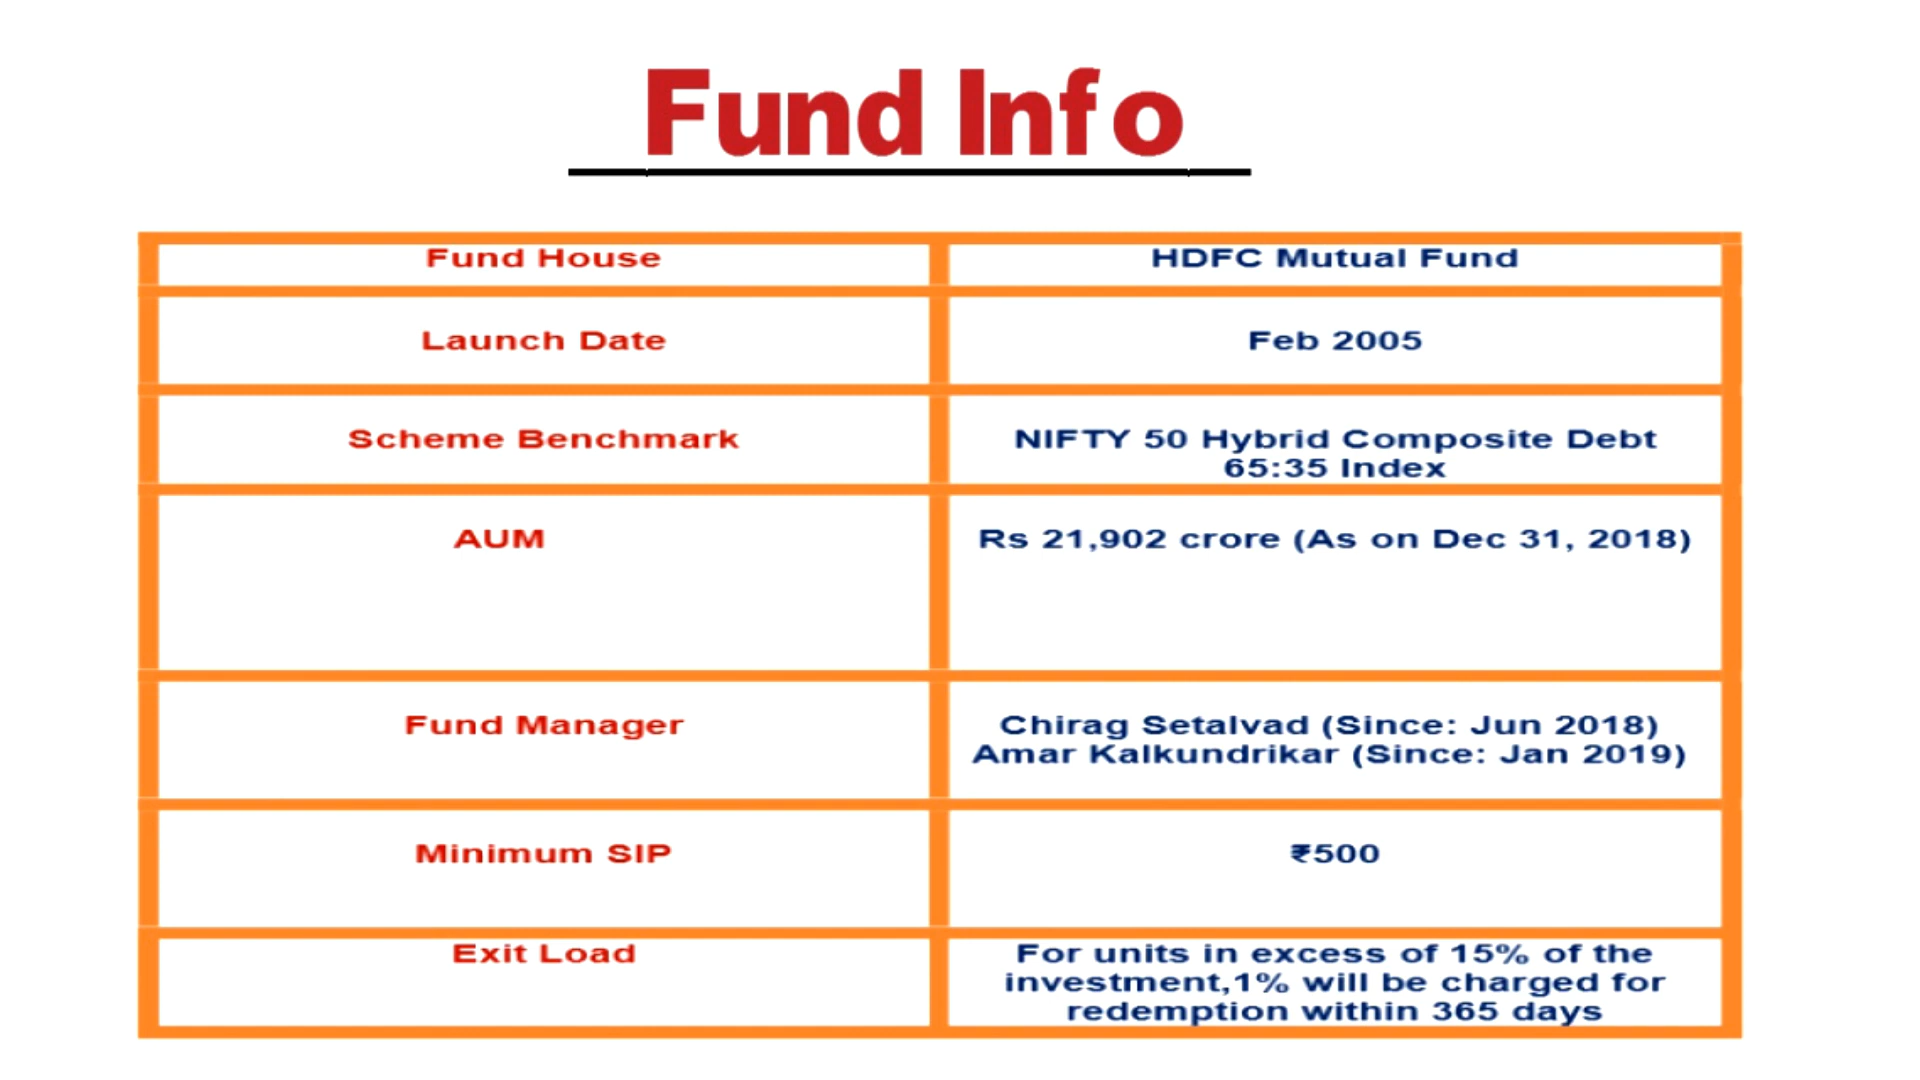 Fund Info
Fund House
HDFC Mutual Fund
Launch Date
Feb 2005
Scheme Benchmark
NIFTY 50 Hybrid Composite Debt
65:35 Index
AUM
Rs 21,902 crore (As on Dec 31, 2018)
Fund Manager
Chirag Setalvad (Since: Jun 2018)
Amar Kalkundrikar (Since: Jan 2019)
Minimum SIP
₹500
Exit Load
For units in excess of 15% of the
investment,1% will be charged for
redemption within 365 days